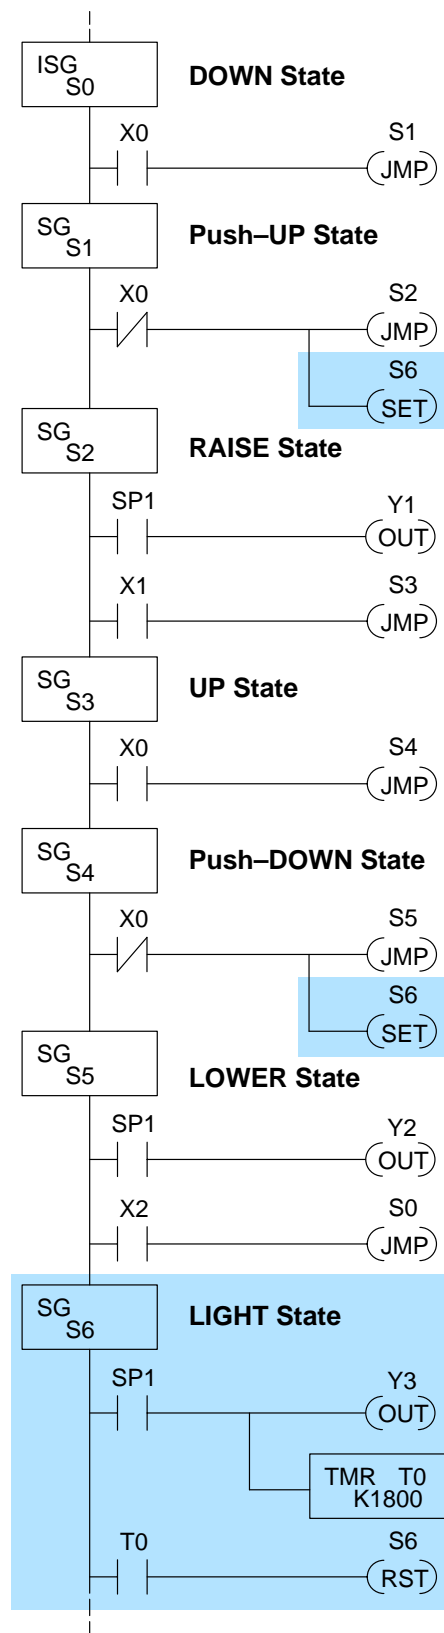 ISG
S0
DOWN State
X0
S1
JMP
SG
S1
Push–UP State
X0
S2
JMP
S6
SET
SG
S2
RAISE State
SP1
Y1
OUT
X1
S3
JMP
SG
S3
UP State
X0
S4
JMP
SG
S4
Push–DOWN State
X0
S5
JMP
S6
SET
SG
S5
LOWER State
SP1
Y2
OUT
X2
S0
JMP
SG
S6
LIGHT State
SP1
Y3
OUT
TMR T0
K1800
T0
S6
RST